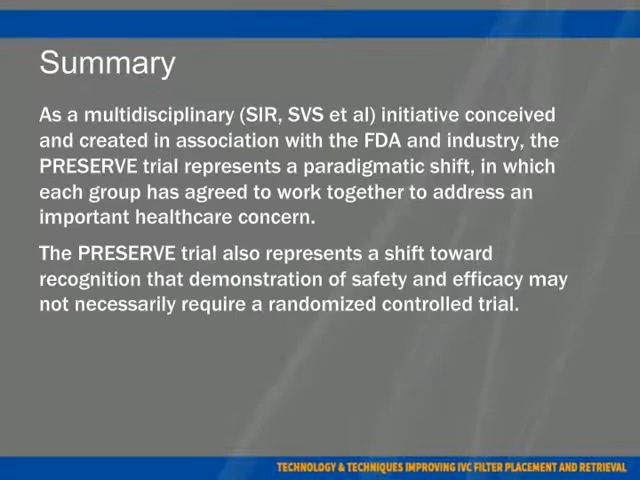 Summary
As a multidisciplinary (SIR, SVS et al) initiative conceived
and created in association with the FDA and industry, the
PRESERVE trial represents a paradigmatic shift, in which
each group has agreed to work together to address an
important healthcare concern.
The PRESERVE trial also represents a shift toward
recognition that demonstration of safety and efficacy may
not necessarily require a randomized controlled trial.
TECHNOLOGY & TECHNIQUES IMPROVING IVC FILTER PLACEMENT AND RETRIEVAL